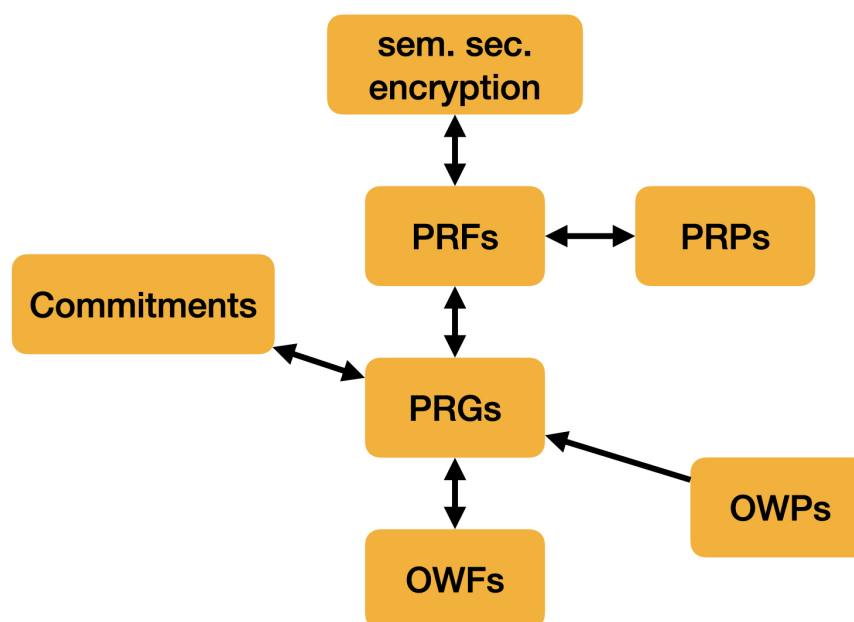 sem. sec.
encryption
PRFs
PRPs
Commitments
PRGs
OWPs
OWFs